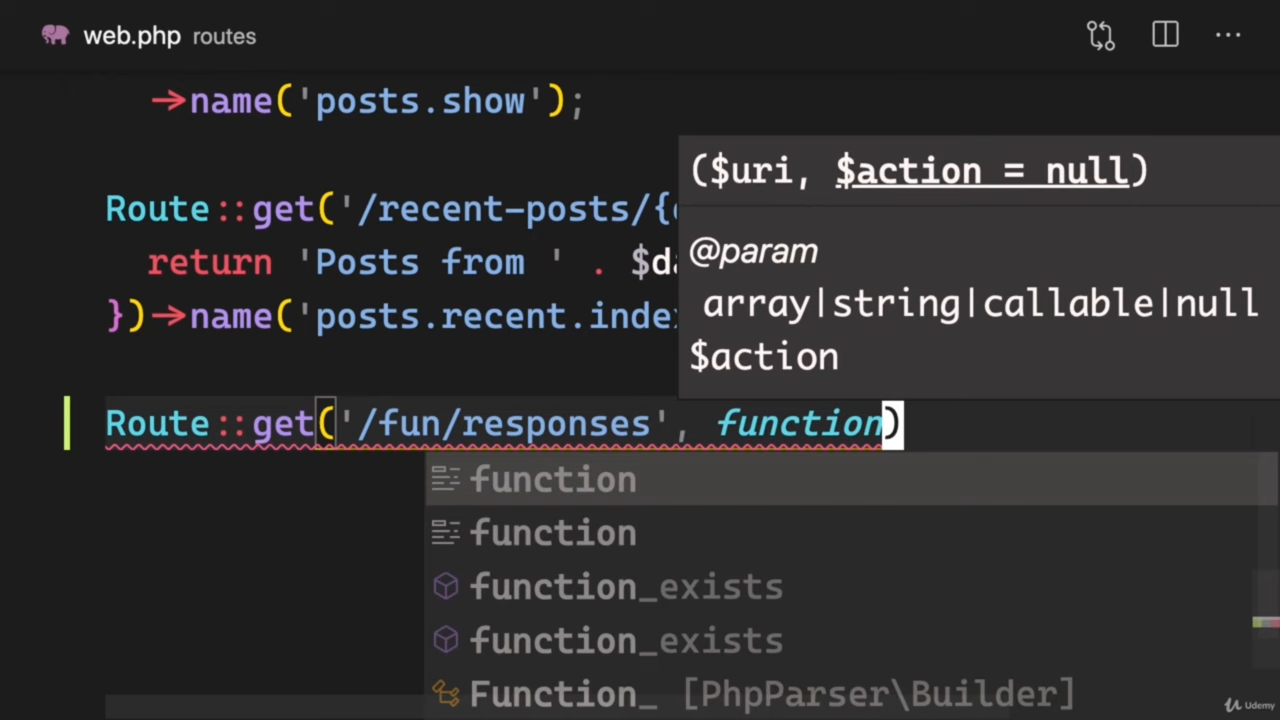 web.php routes
->name('posts.show');
Route::get('/recent-posts/{
return 'Posts from ' . $da
})->name('posts.recent.index
($uri, $action = null)
@param
array|string|callable|null
$action
Route::get('/fun/responses', function)
function
function
function_exists
function_exists
Function_ [PhpParser\Builder]
Udemy